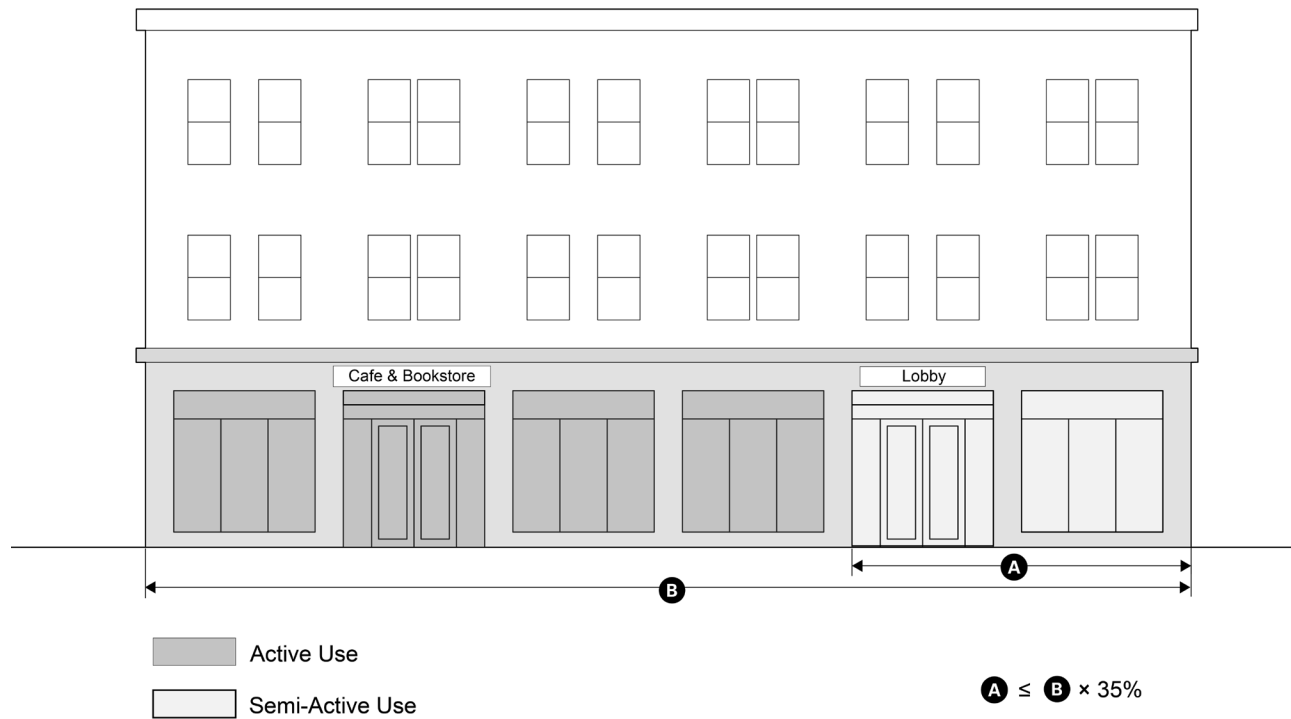 Cafe & Bookstore
Lobby
A
B
Active Use
A ≤ B × 35%
Semi-Active Use